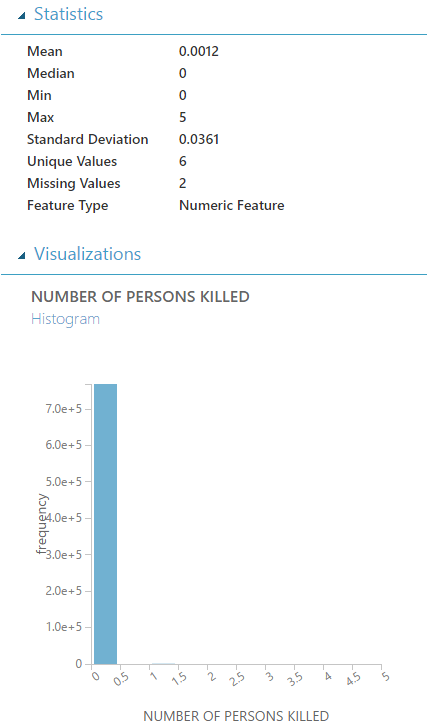 Statistics
Mean 0.0012
Median 0
Min 0
Max 5
Standard Deviation 0.0361
Unique Values 6
Missing Values 2
Feature Type Numeric Feature
Visualizations
NUMBER OF PERSONS KILLED
Histogram
frequency
7.0e+5
6.0e+5
5.0e+5
4.0e+5
3.0e+5
2.0e+5
1.0e+5
0
0 0.5 1 1.5 2 2.5 3 3.5 4 4.5 5
NUMBER OF PERSONS KILLED